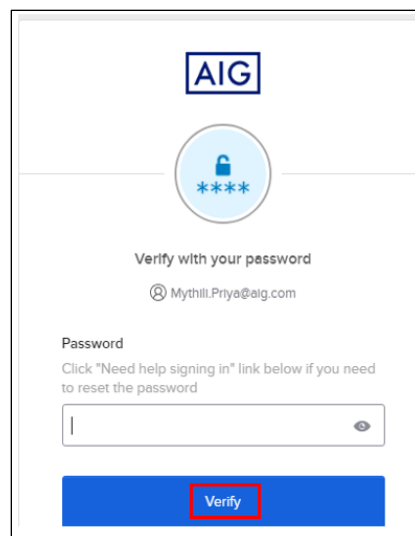 AIG
****
Verify with your password
Mythili.Priya@aig.com
Password
Click "Need help signing in" link below if you need
to reset the password
Verify